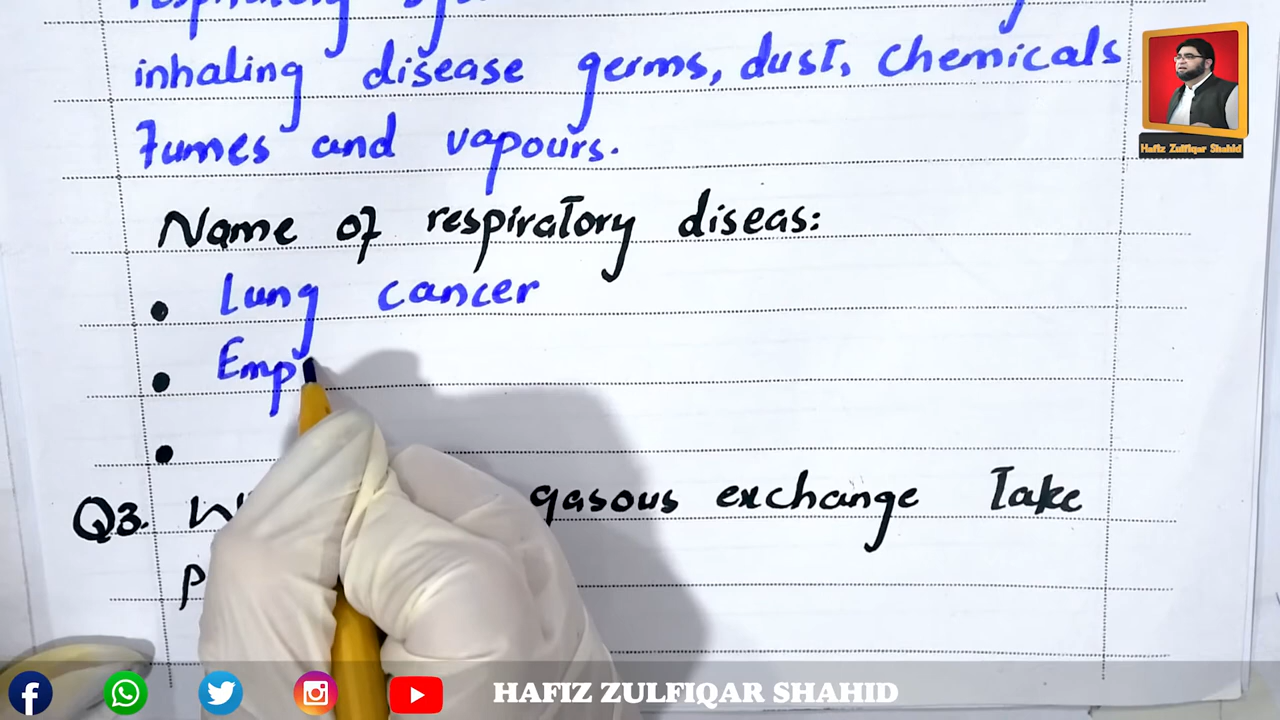 inhaling disease germs, dust, chemicals
fumes and vapours.
Name of respiratory diseas:
• Lung cancer
• Emp
•
Q3. gasous exchange Take
Hafiz Zulfiqar Shahid
HAFIZ ZULFIQAR SHAHID